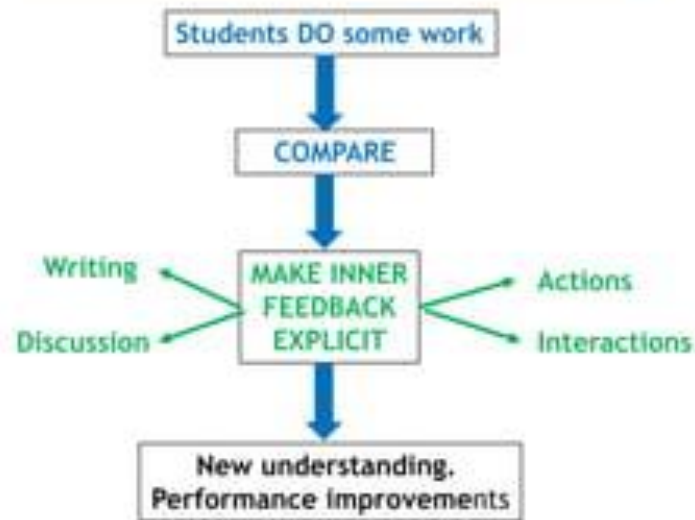 Students DO some work
COMPARE
Writing
MAKE INNER
Actions
FEEDBACK
Discussion
EXPLICIT
Interactions
New understanding.
Performance improvements